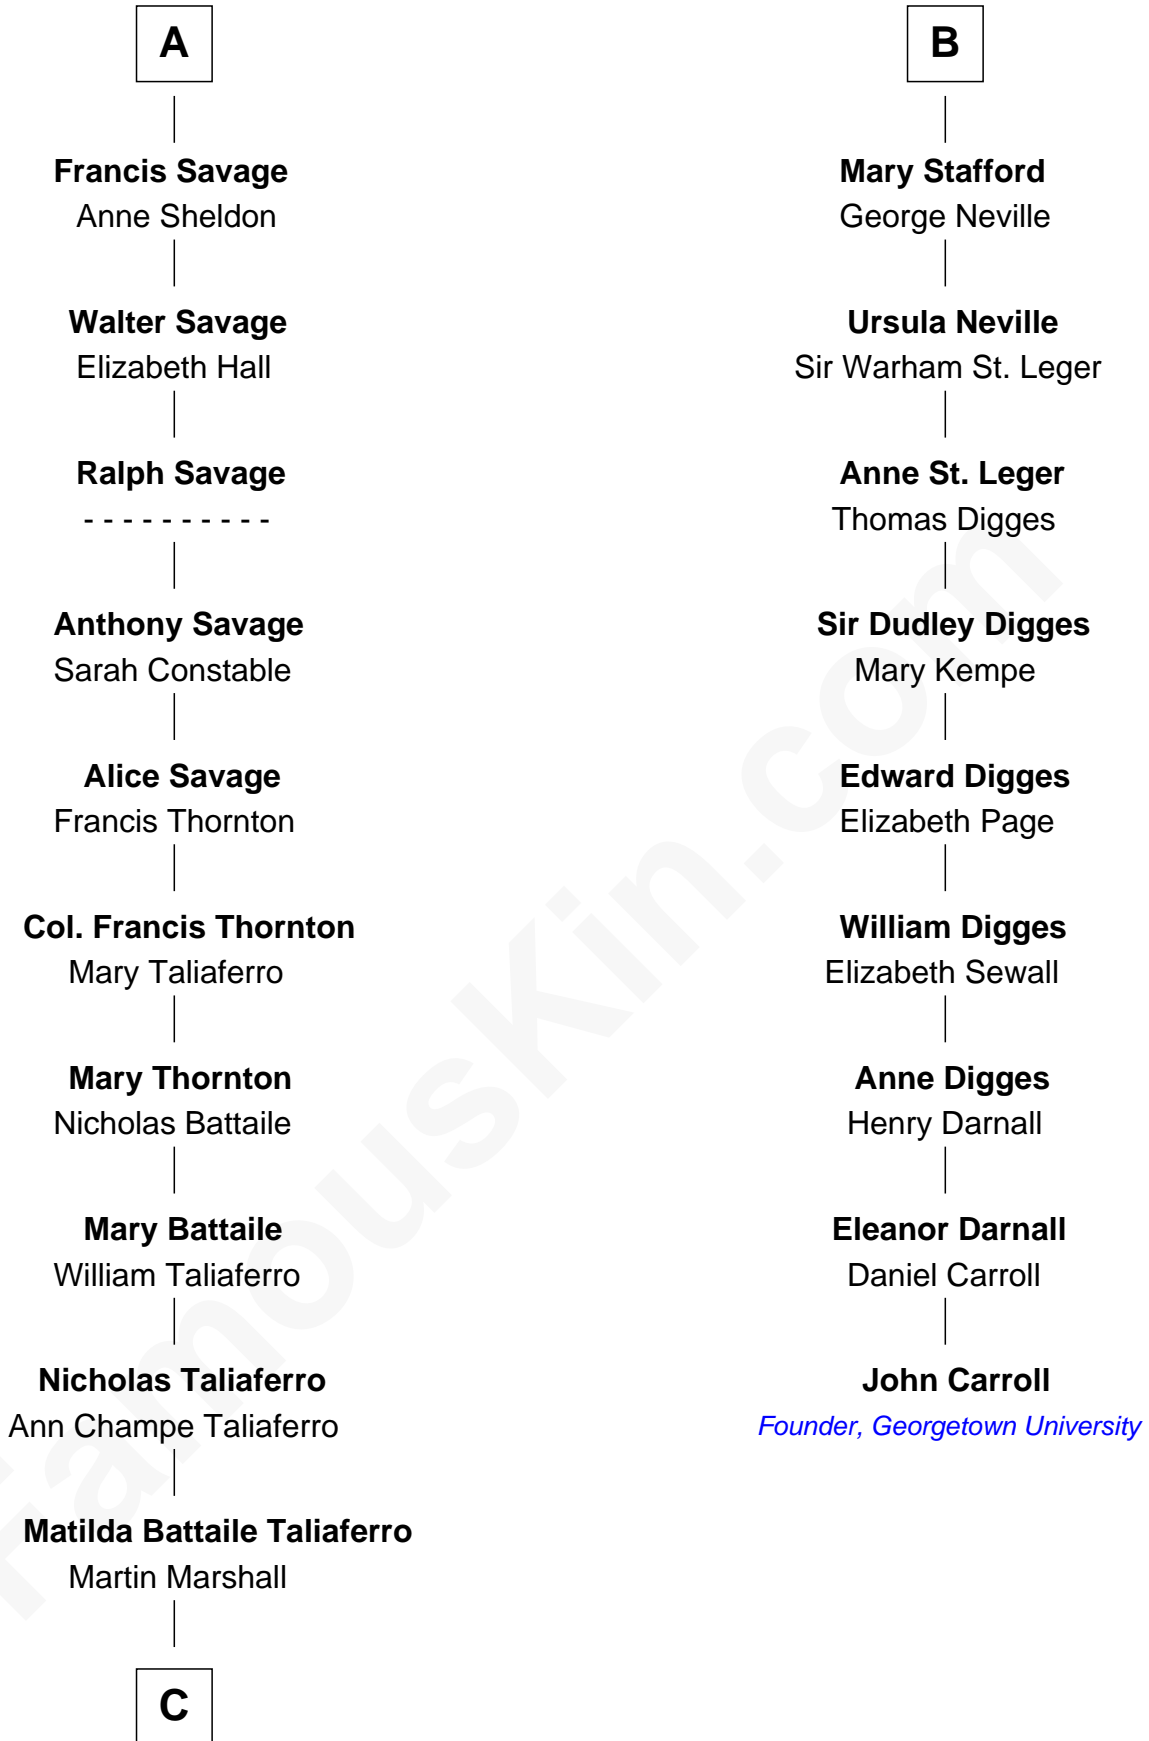 A
Francis Savage
Anne Sheldon
Walter Savage
Elizabeth Hall
Ralph Savage
- - - - - - - - - -
Anthony Savage
Sarah Constable
Alice Savage
Francis Thornton
Col. Francis Thornton
Mary Taliaferro
Mary Thornton
Nicholas Battaile
Mary Battaile
William Taliaferro
Nicholas Taliaferro
Ann Champe Taliaferro
Matilda Battaile Taliaferro
Martin Marshall
C
B
Mary Stafford
George Neville
Ursula Neville
Sir Warham St. Leger
Anne St. Leger
Thomas Digges
Sir Dudley Digges
Mary Kempe
Edward Digges
Elizabeth Page
William Digges
Elizabeth Sewall
Anne Digges
Henry Darnall
Eleanor Darnall
Daniel Carroll
John Carroll
Founder, Georgetown University
FamousKin.com